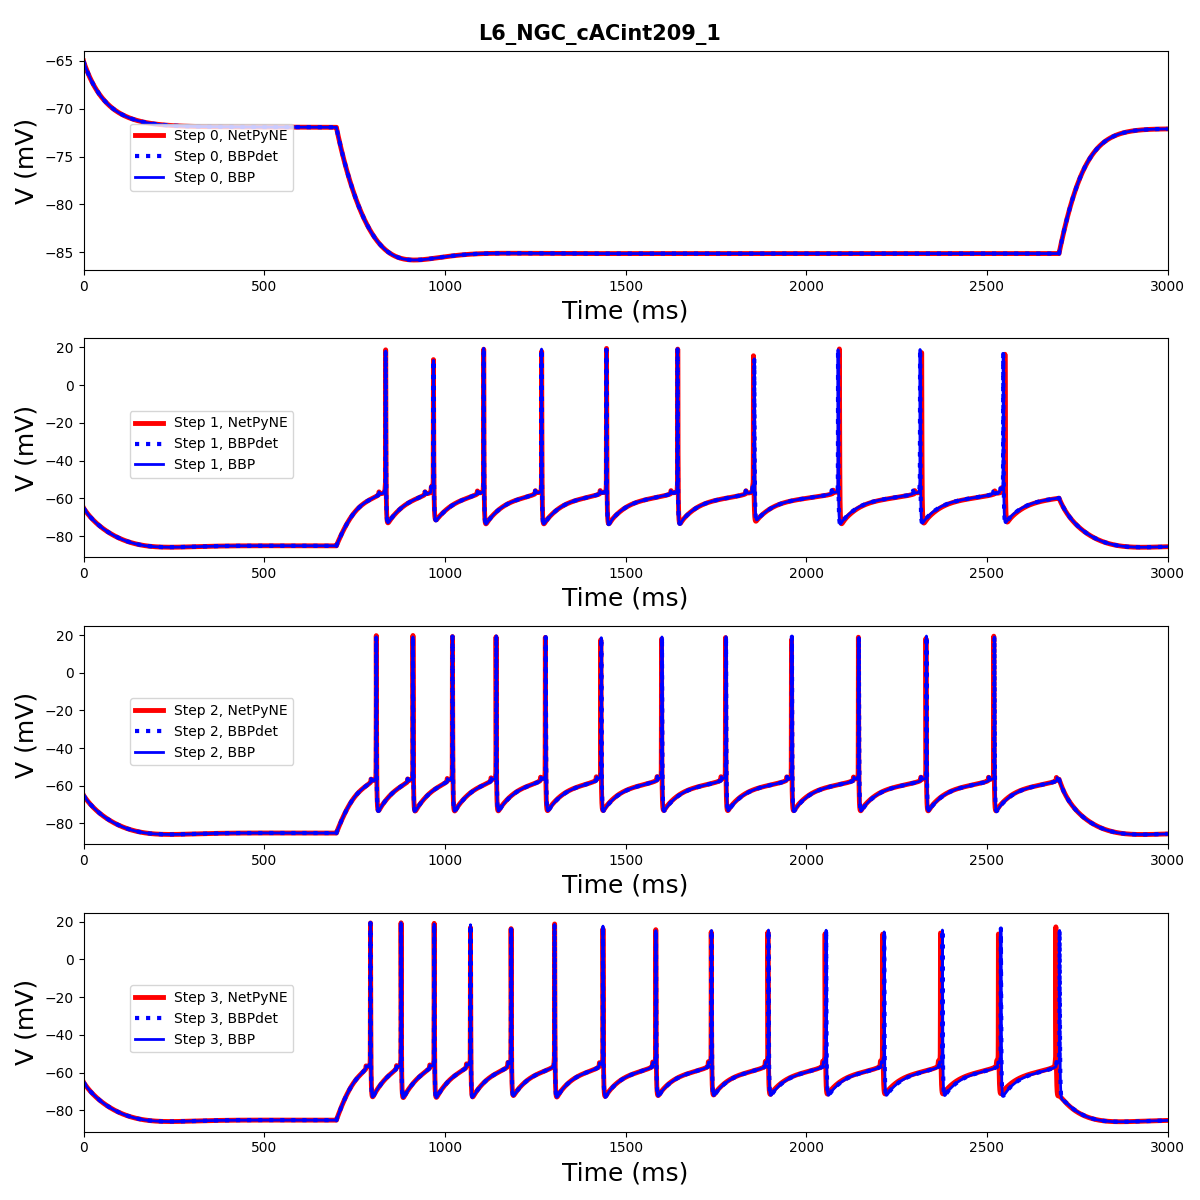 L6_NGC_cACint209_1
−65
−70
−75
−80
−85
V (mV)
Step 0, NetPyNE
Step 0, BBPdet
Step 0, BBP
0 500 1000 1500 2000 2500 3000
Time (ms)
20
0
−20
−40
−60
−80
V (mV)
Step 1, NetPyNE
Step 1, BBPdet
Step 1, BBP
0 500 1000 1500 2000 2500 3000
Time (ms)
20
0
−20
−40
−60
−80
V (mV)
Step 2, NetPyNE
Step 2, BBPdet
Step 2, BBP
0 500 1000 1500 2000 2500 3000
Time (ms)
20
0
−20
−40
−60
−80
V (mV)
Step 3, NetPyNE
Step 3, BBPdet
Step 3, BBP
0 500 1000 1500 2000 2500 3000
Time (ms)